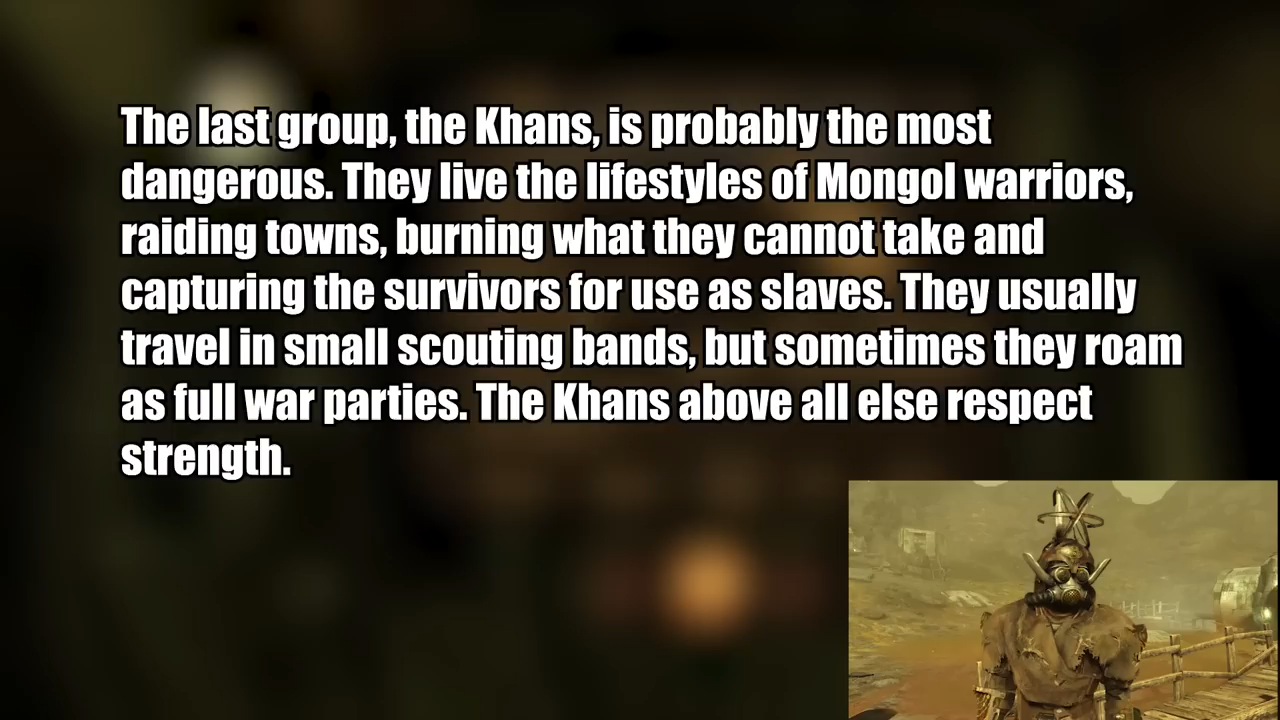 The last group, the Khans, is probably the most
dangerous. They live the lifestyles of Mongol warriors,
raiding towns, burning what they cannot take and
capturing the survivors for use as slaves. They usually
travel in small scouting bands, but sometimes they roam
as full war parties. The Khans above all else respect
strength.